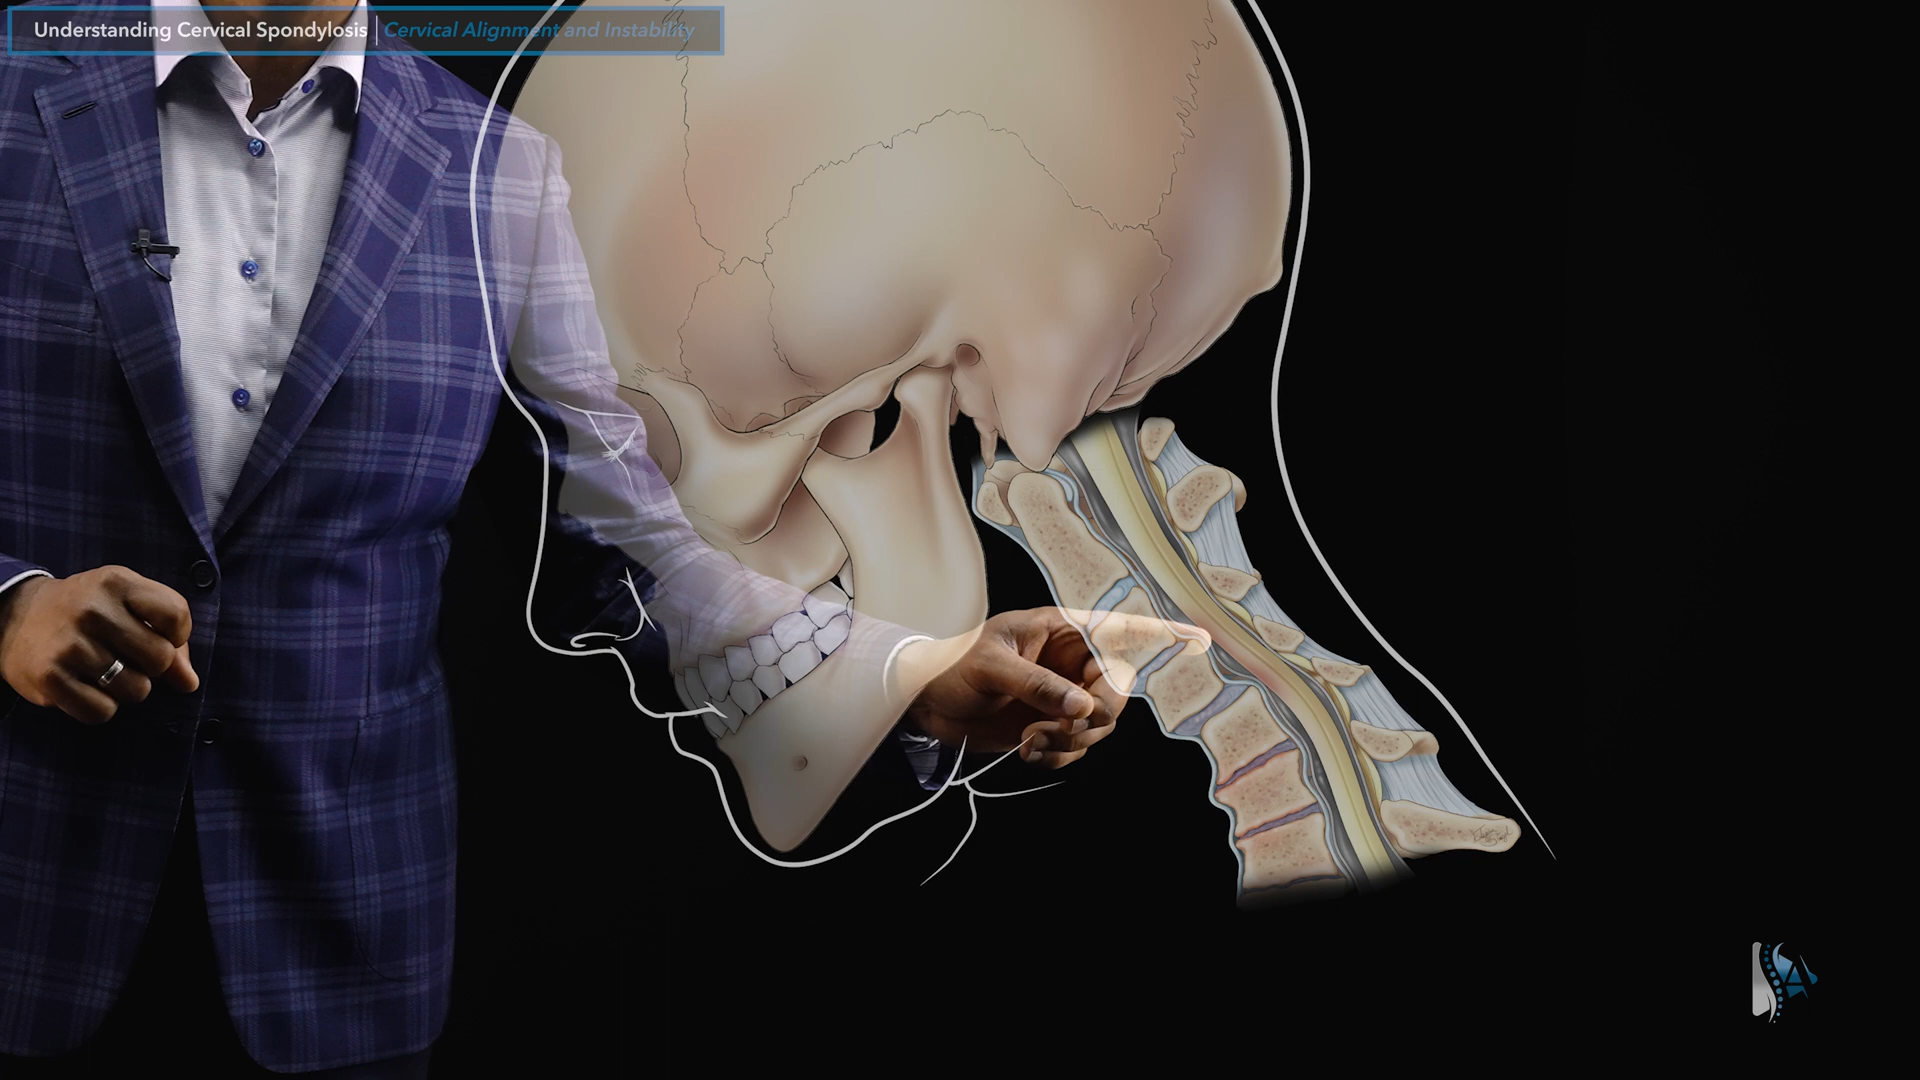 Understanding Cervical Spondylosis | Cervical Alignment and Instability